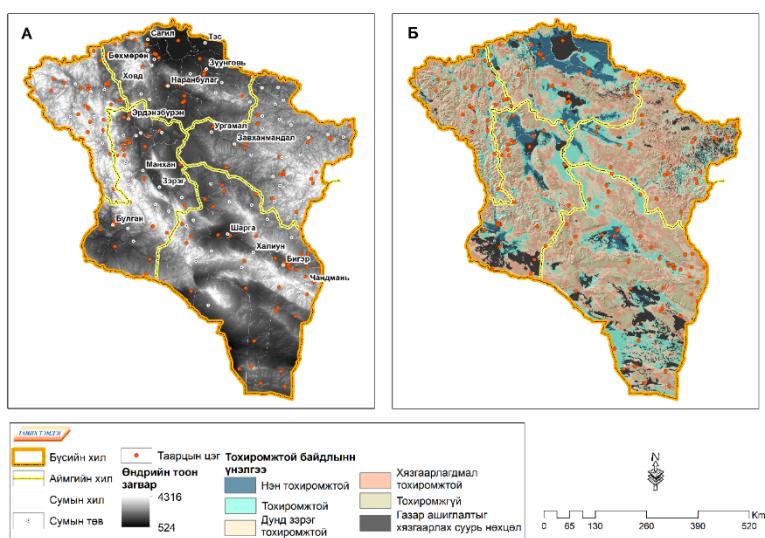 А
Сагил
Тэс
Бөхмөрөн
Зүүнговь
Ховд
Наранбулаг
Эрдэнэбүрэн
Ургамал
Завханмандал
Манхан
Зэрэг
Булган
Шарга
Халиун
Бигэр
Чандмань
Б
ТАНИХ ТЭМДЭГ
Бүсийн хил
Аймгийн хил
Сумын хил
Сумын төв
Таарцын цэг
Өндрийн тоон
загвар
4316
524
Тохиромжтой байдлынн
үнэлгээ
Нэн тохиромжтой
Тохиромжтой
Дунд зэрэг
тохиромжтой
Хязгаарлагдмал
тохиромжтой
Тохиромжгүй
Газар ашиглалтыг
хязгаарлах суурь нөхцөл
N
Km
0 65 130 260 390 520